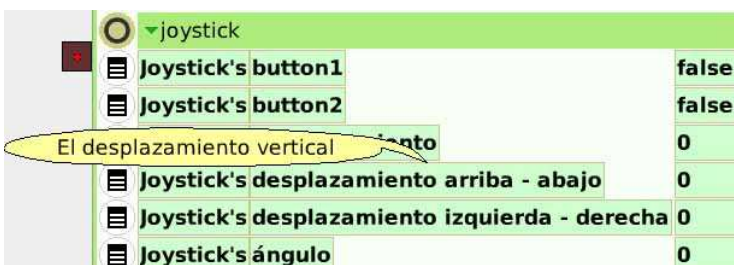 joystick
Joystick's button1 false
Joystick's button2 false
El desplazamiento vertical 0
Joystick's desplazamiento arriba - abajo 0
Joystick's desplazamiento izquierda - derecha 0
Joystick's ángulo 0